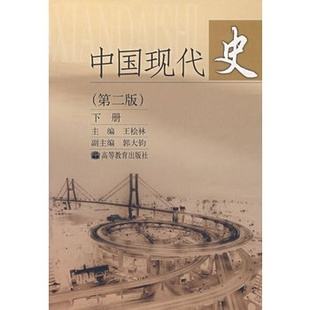 中国现代史
(第二版)
下册
主编 王桧林
副主编 郭大钧
高等教育出版社